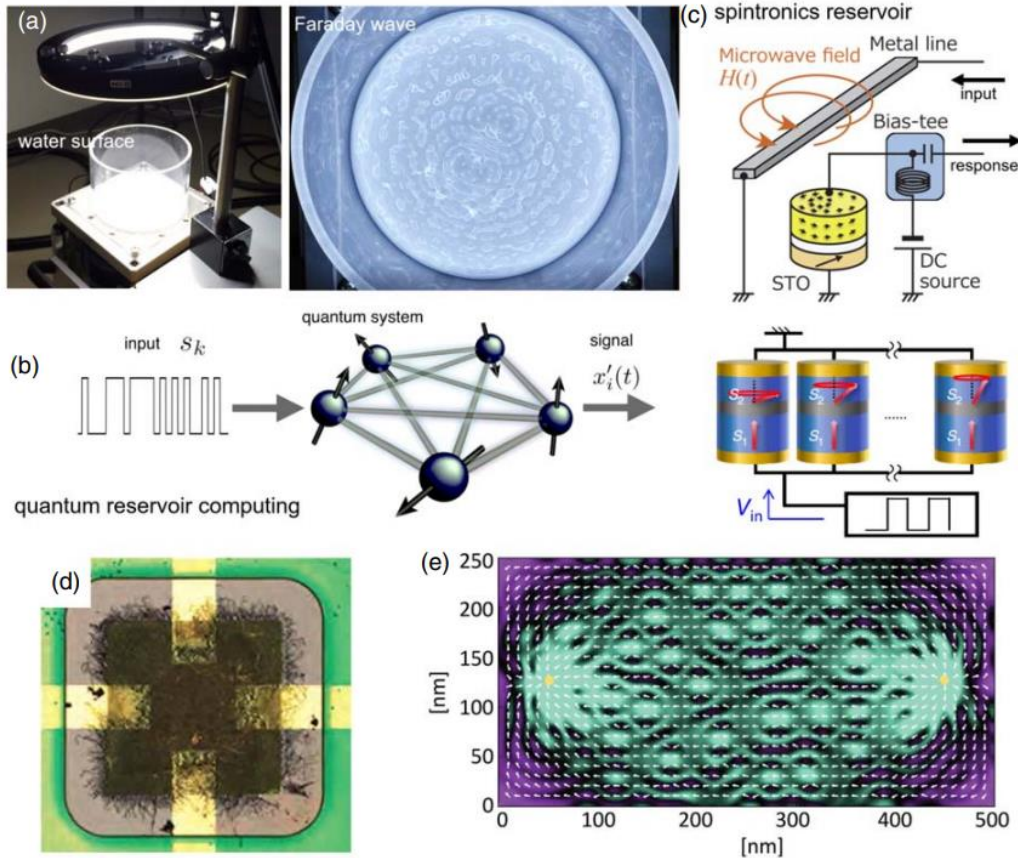 (a)
water surface
Faraday wave
(c) spintronics reservoir
Microwave field
H(t)
Metal line
input
Bias-tee
response
STO
DC
source
(b)
input s_k
quantum system
signal
x'_i(t)
quantum reservoir computing
S_2
S_1
S_2
S_1
......
S_2
S_1
V_in
(d)
(e)
[nm]
250
200
150
100
50
0
0 100 200 300 400 500
[nm]